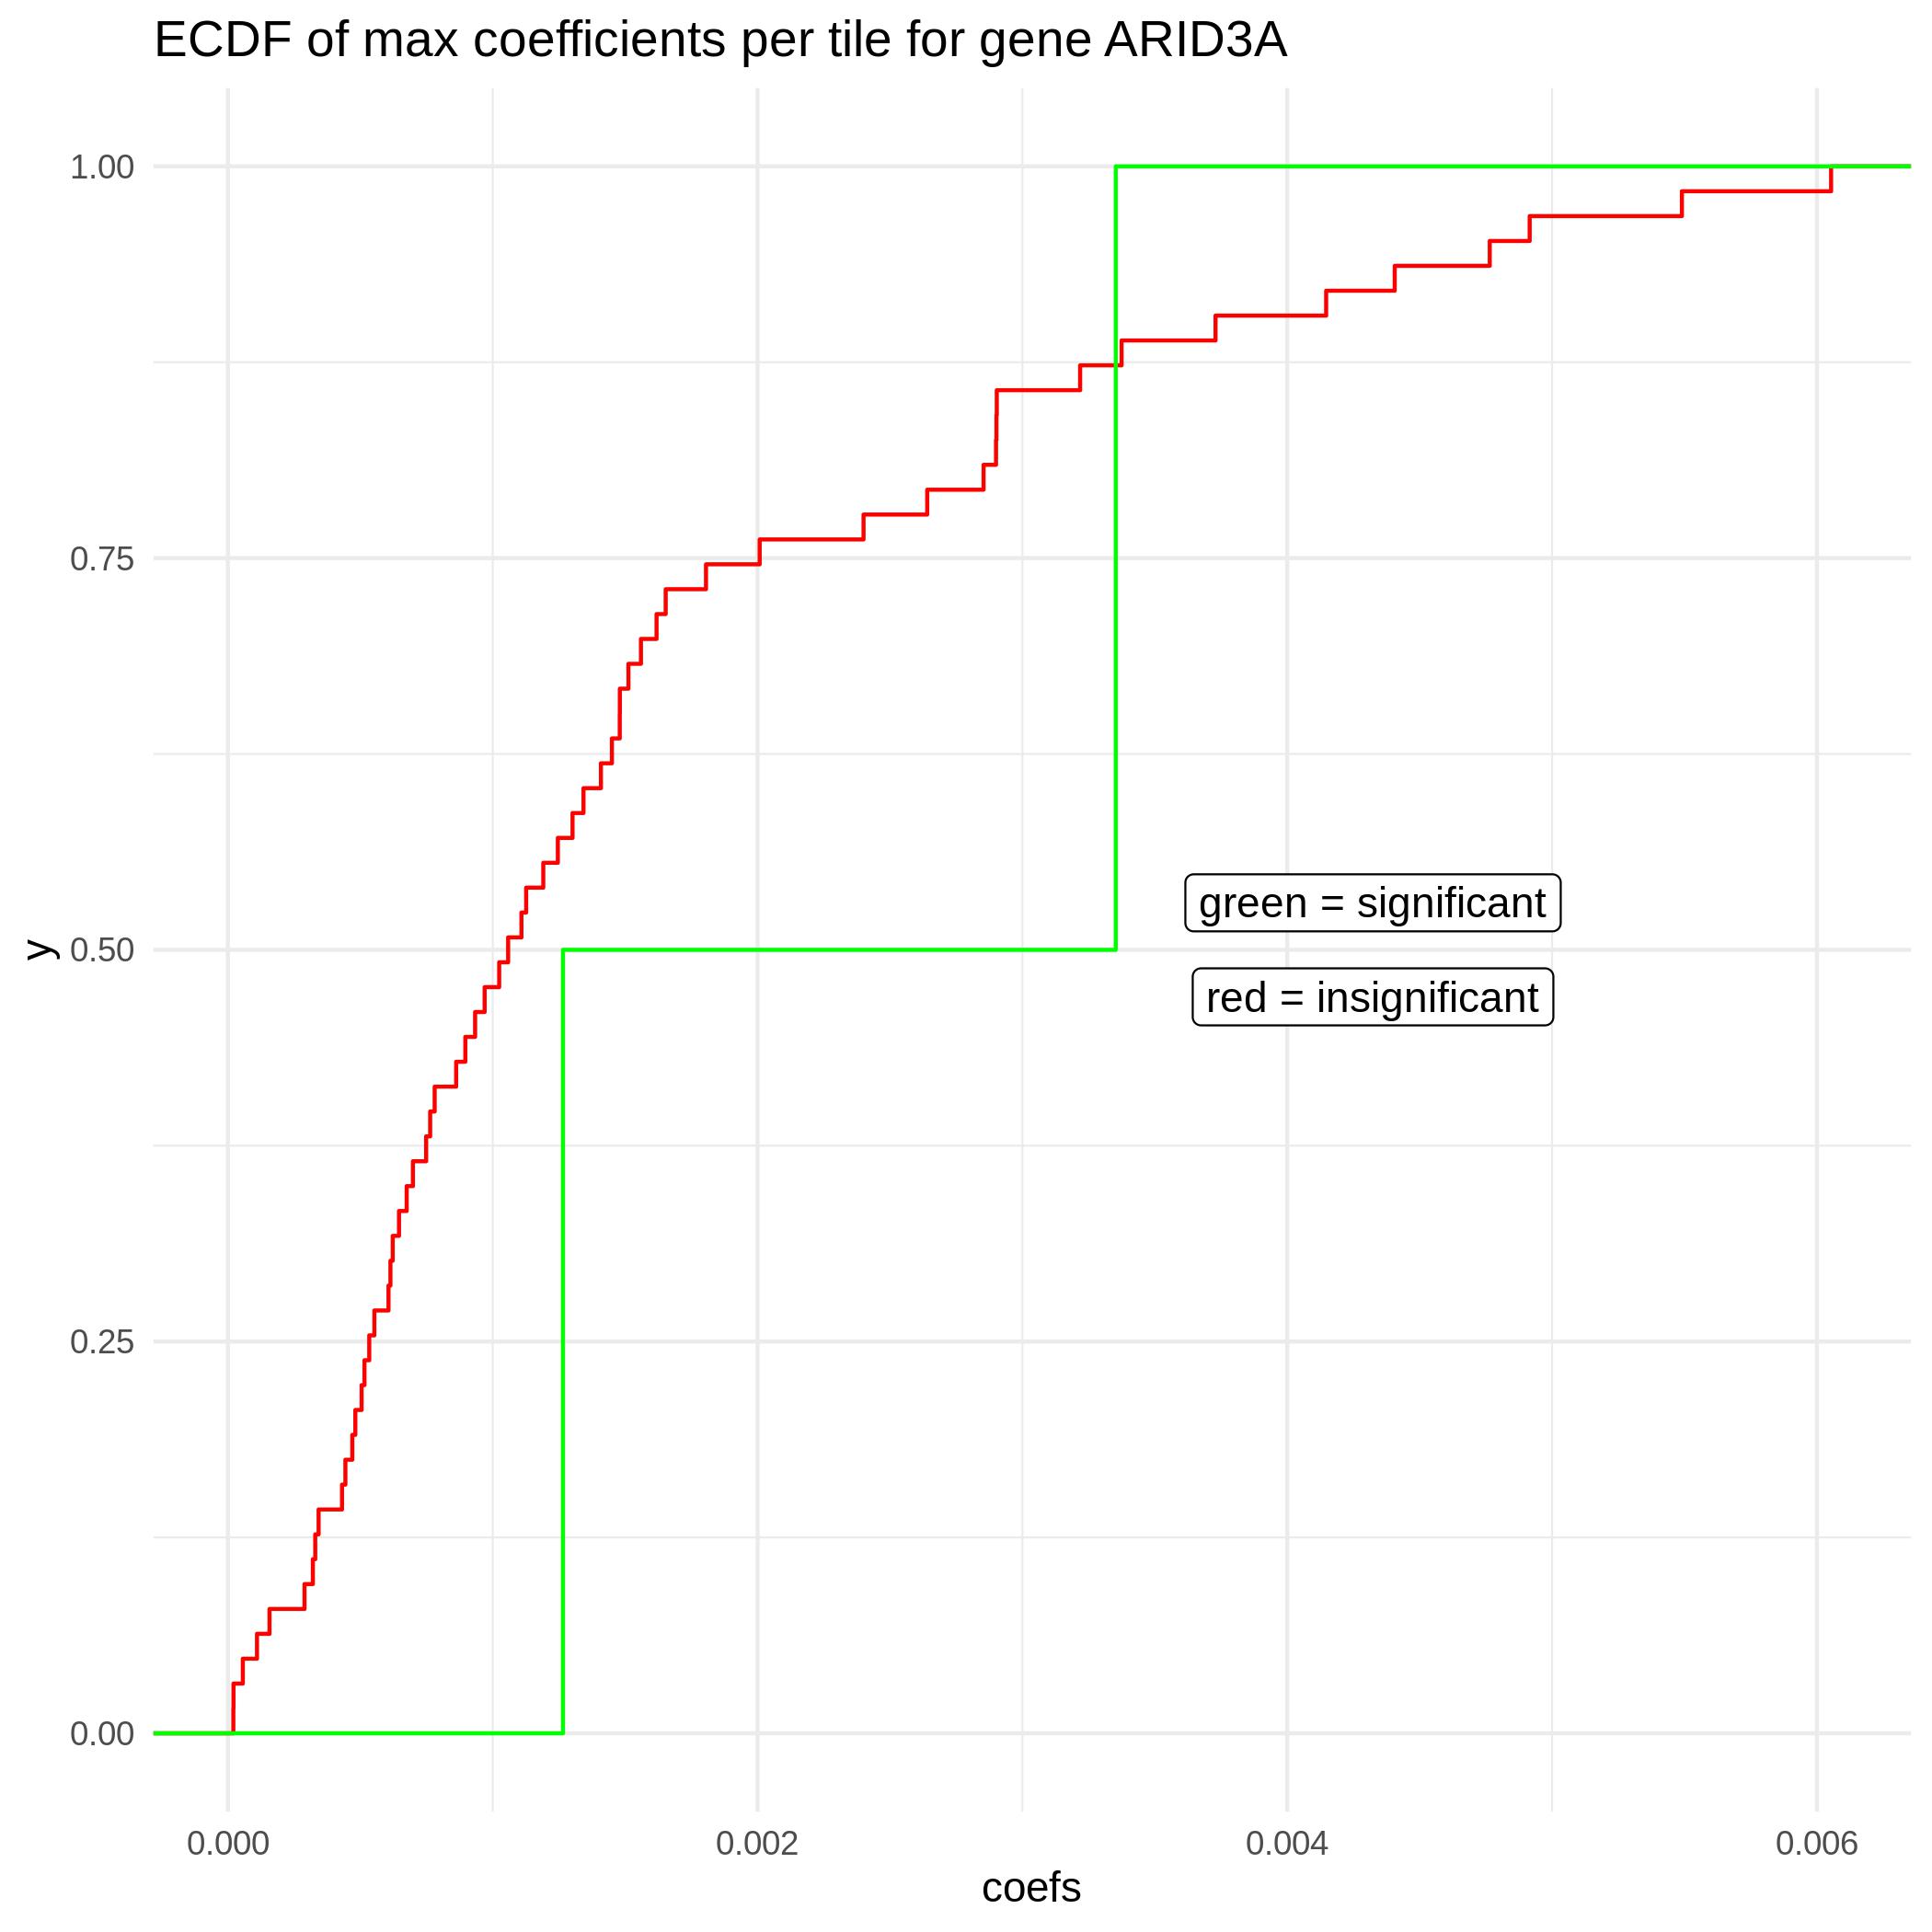 ECDF of max coefficients per tile for gene ARID3A
1.00
0.75
0.50
0.25
0.00
y
green = significant
red = insignificant
0.000 0.002 0.004 0.006
coefs